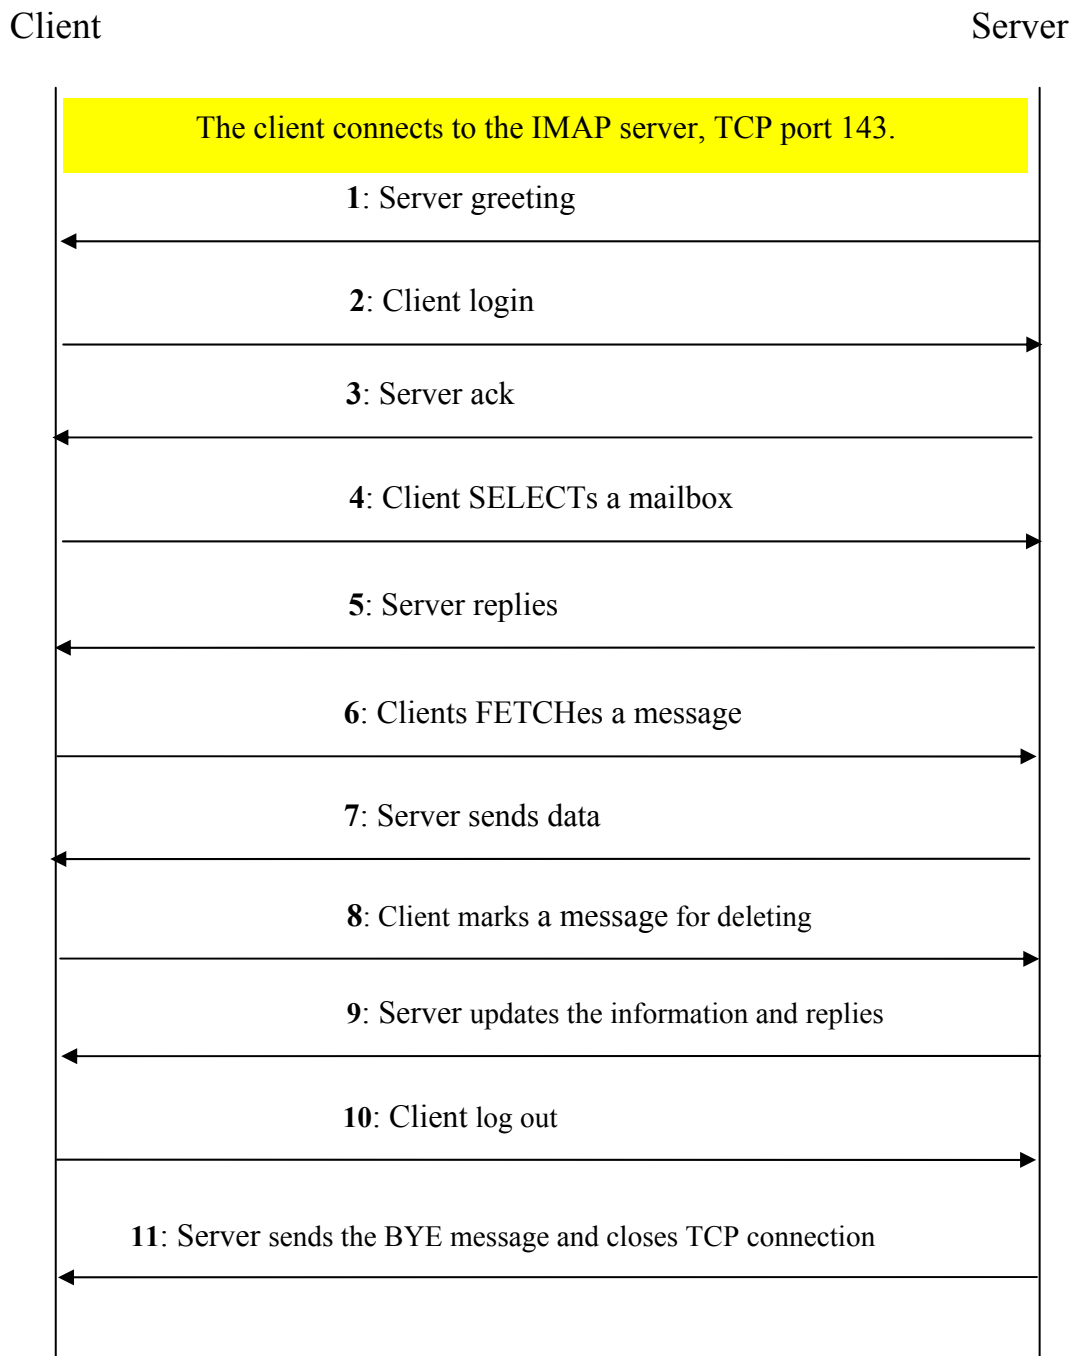 Client Server
The client connects to the IMAP server, TCP port 143.
1: Server greeting
2: Client login
3: Server ack
4: Client SELECTs a mailbox
5: Server replies
6: Clients FETCHes a message
7: Server sends data
8: Client marks a message for deleting
9: Server updates the information and replies
10: Client log out
11: Server sends the BYE message and closes TCP connection